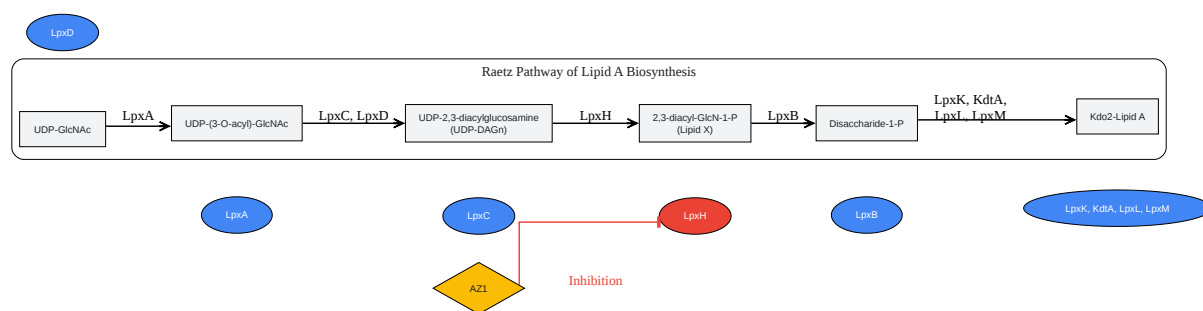 LpxD
Raetz Pathway of Lipid A Biosynthesis
UDP-GlcNAc
LpxA
UDP-(3-O-acyl)-GlcNAc
LpxC, LpxD
UDP-2,3-diacylglucosamine
(UDP-DAGn)
LpxH
2,3-diacyl-GlcN-1-P
(Lipid X)
LpxB
Disaccharide-1-P
LpxK, KdtA,
LpxL, LpxM
Kdo2-Lipid A
LpxA
LpxC
LpxH
LpxB
LpxK, KdtA, LpxL, LpxM
AZ1
Inhibition